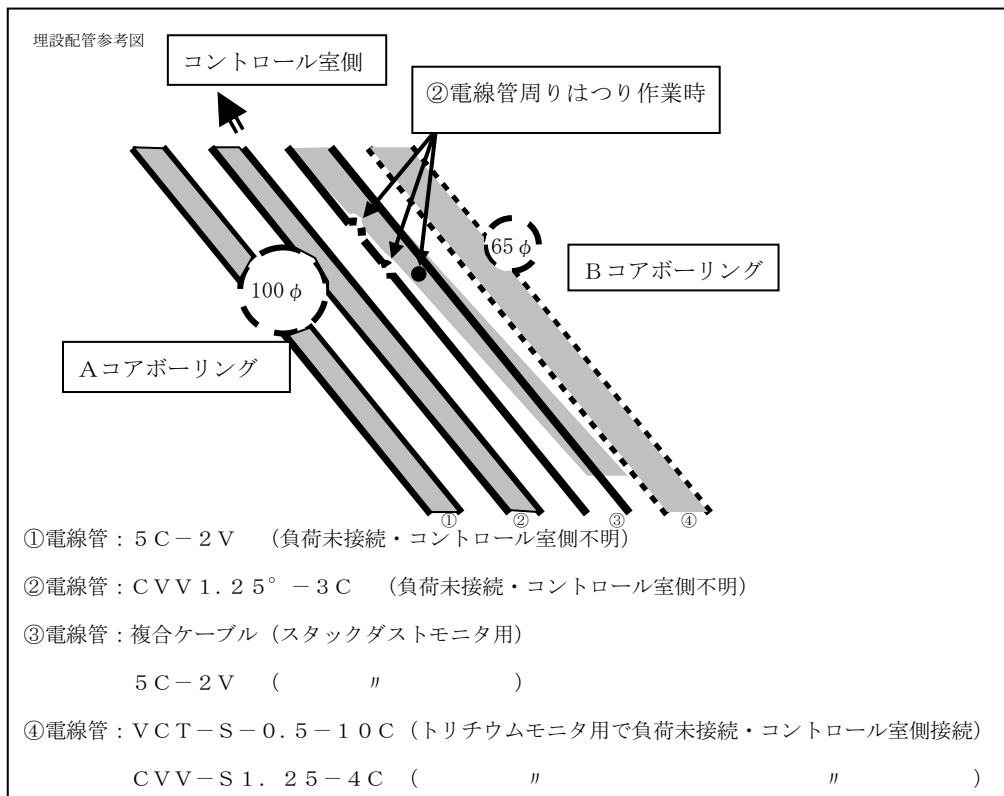 埋設配管参考図
コントロール室側
②電線管周りはつり作業時
65φ
Bコアボーリング
100φ
Aコアボーリング
① ② ③ ④
①電線管：5C－2V （負荷未接続・コントロール室側不明）
②電線管：CVV1.25°－3C （負荷未接続・コントロール室側不明）
③電線管：複合ケーブル（スタックダストモニタ用）
5C－2V （ 〃 ）
④電線管：VCT－S－0.5－10C（トリチウムモニタ用で負荷未接続・コントロール室側接続）
CVV－S1.25－4C （ 〃 〃 ）